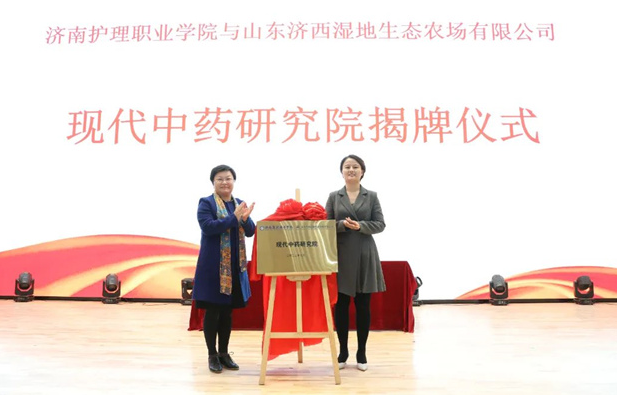 济南护理职业学院与山东济西湿地生态农场有限公司
现代中药研究院揭牌仪式
现代中药研究院